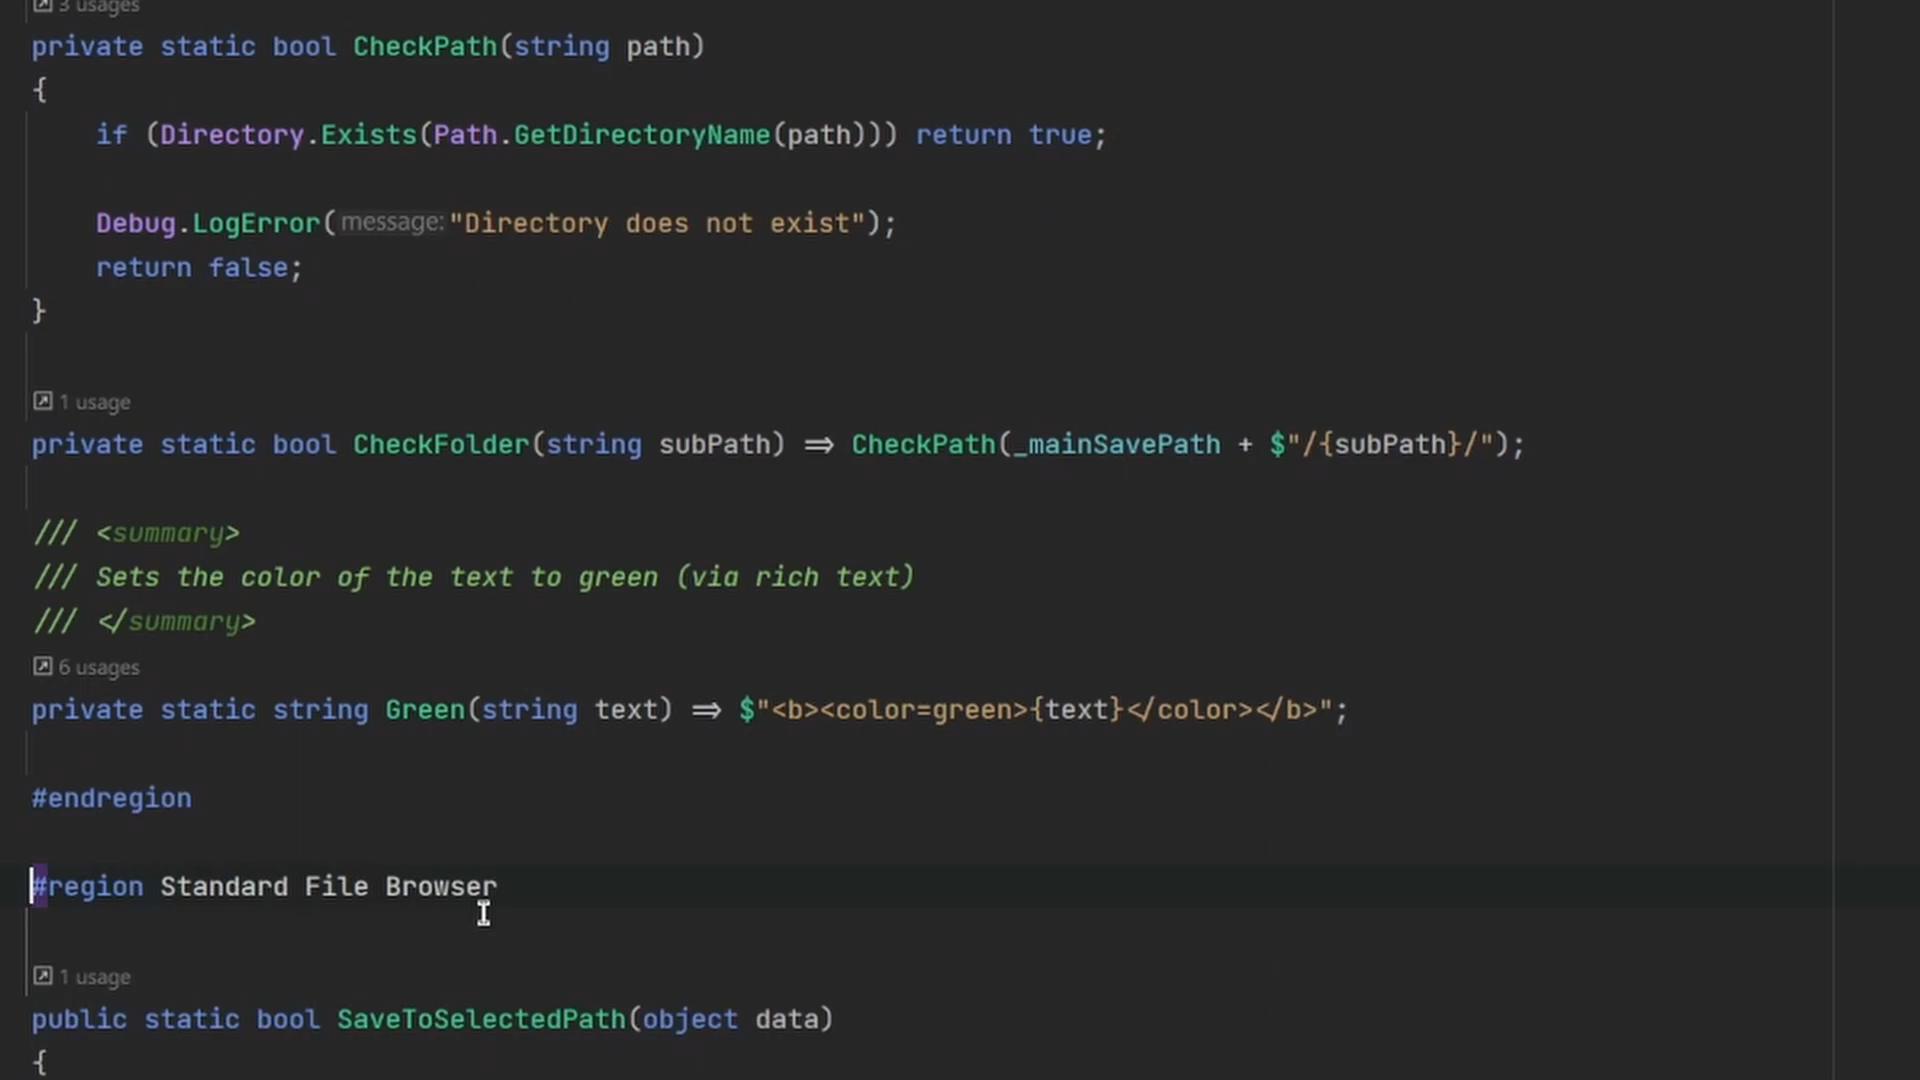 3 usages
private static bool CheckPath(string path)
{
if (Directory.Exists(Path.GetDirectoryName(path))) return true;
Debug.LogError(message: "Directory does not exist");
return false;
}
1 usage
private static bool CheckFolder(string subPath) => CheckPath(_mainSavePath + $"/{subPath}/");
/// <summary>
/// Sets the color of the text to green (via rich text)
/// </summary>
6 usages
private static string Green(string text) => $"<b><color=green>{text}</color></b>";
#endregion
#region Standard File Browser
1 usage
public static bool SaveToSelectedPath(object data)
{